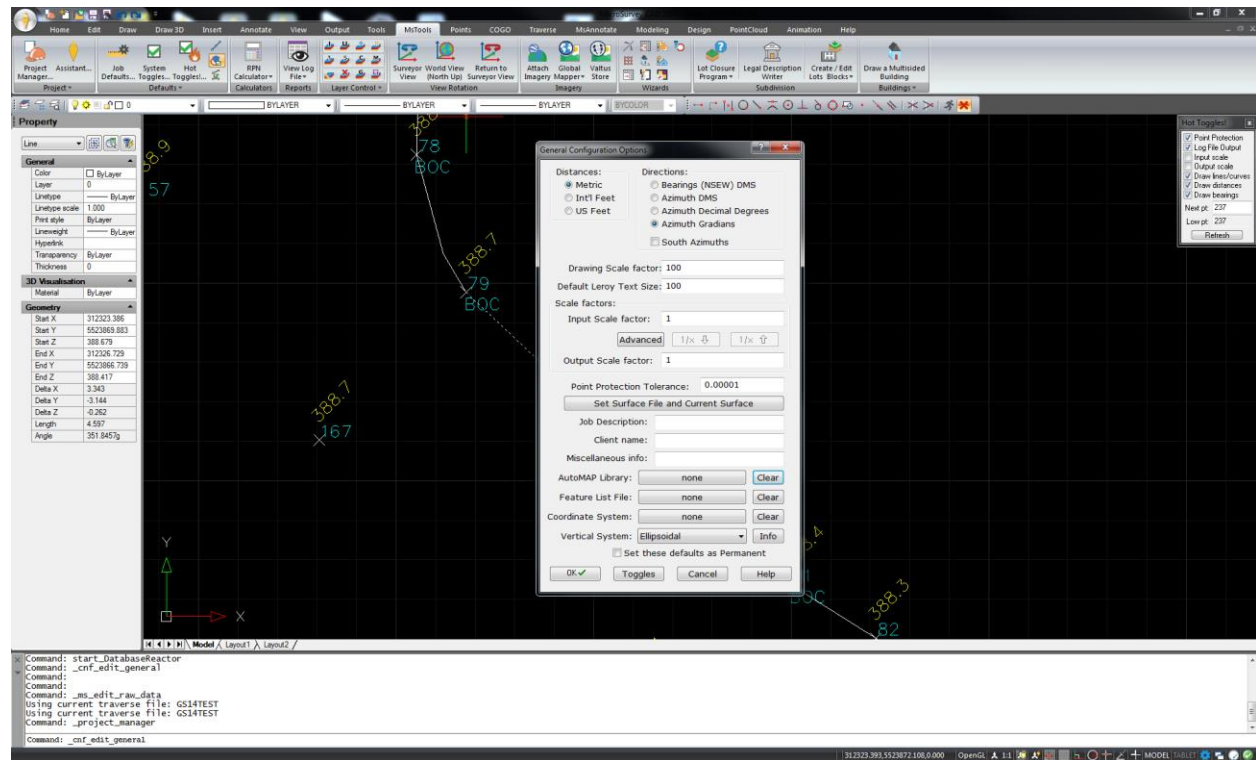 Home Edit Draw Draw 3D Insert Annotate View Output Tools MsTools Points COGO Traverse MsAnnotate Modeling Design PointCloud Animation Help
Project Manager... Assistant... Job Defaults... System Toggles... Hot Toggles!... RPN Calculator View Log File Surveyor View World View (North Up) Return to Surveyor View Attach Imagery Global Mapper Valtus Store Lot Closure Program Legal Description Writer Create / Edit Lots Blocks Draw a Multisided Building
Project Defaults Calculators Reports Layer Control View Rotation Imagery Wizards Subdivision Buildings
0 BYLAYER BYLAYER BYLAYER BYCOLOR
Property
Line
General
Color ByLayer
Layer 0
Linetype ByLayer
Linetype scale 1.000
Print style ByLayer
Lineweight ByLayer
Hyperlink
Transparency ByLayer
Thickness 0
3D Visualisation
Material ByLayer
Geometry
Start X 312323.386
Start Y 5523869.883
Start Z 388.679
End X 312326.729
End Y 5523866.739
End Z 388.417
Delta X 3.343
Delta Y -3.144
Delta Z -0.262
Length 4.597
Angle 351.8457g
38.9
57
78
BOC
388.7
79
BOC
388.7
167
Y
X
General Configuration Options
Distances: Directions:
Metric Bearings (NSEW) DMS
Int'l Feet Azimuth DMS
US Feet Azimuth Decimal Degrees
Azimuth Gradians
South Azimuths
Drawing Scale factor: 100
Default Leroy Text Size: 100
Scale factors:
Input Scale factor: 1
Advanced 1/x 1/x
Output Scale factor: 1
Point Protection Tolerance: 0.00001
Set Surface File and Current Surface
Job Description:
Client name:
Miscellaneous info:
AutoMAP Library: none Clear
Feature List File: none Clear
Coordinate System: none Clear
Vertical System: Ellipsoidal Info
Set these defaults as Permanent
OK Toggles Cancel Help
388.3
82
Hot Toggles!
Point Protection
Log File Output
Input scale
Output scale
Draw lines/curves
Draw distances
Draw bearings
Next pt: 237
Low pt: 237
Refresh
Model Layout1 Layout2
Command: start_DatabaseReactor
Command: _cnf_edit_general
Command:
Command:
Command: _ms_edit_raw_data
Using current traverse file: GS14TEST
Using current traverse file: GS14TEST
Command: _project_manager
Command: _cnf_edit_general
312323.393,5523872.108,0.000 OpenGL 1:1 MODEL TABLET